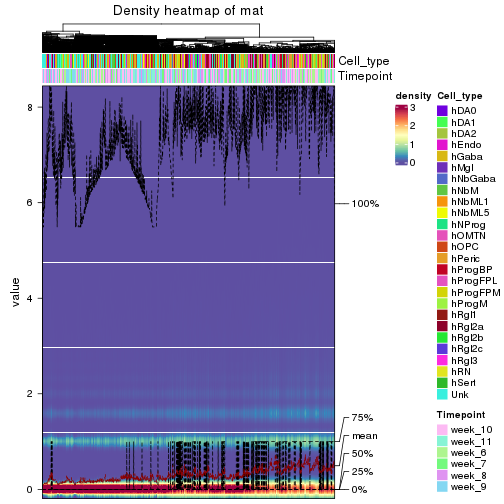 Density heatmap of mat
Cell_type
Timepoint
value
8
6
4
2
0
100%
75%
mean
50%
25%
0%
density
3
2
1
0
Cell_type
hDA0
hDA1
hDA2
hEndo
hGaba
hMgl
hNbGaba
hNbM
hNbML1
hNbML5
hNProg
hOMTN
hOPC
hPeric
hProgBP
hProgFPL
hProgFPM
hProgM
hRgl1
hRgl2a
hRgl2b
hRgl2c
hRgl3
hRN
hSert
Unk
Timepoint
week_10
week_11
week_6
week_7
week_8
week_9